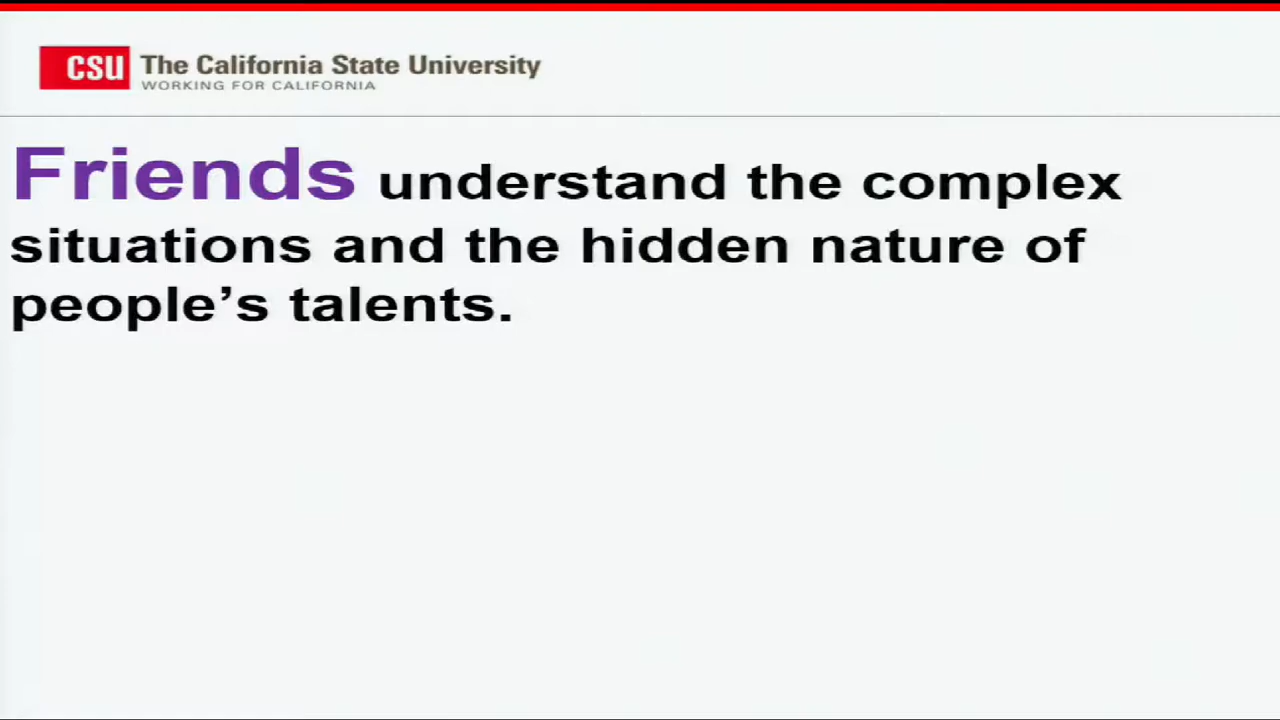 CSU The California State University
WORKING FOR CALIFORNIA
Friends understand the complex
situations and the hidden nature of
people’s talents.